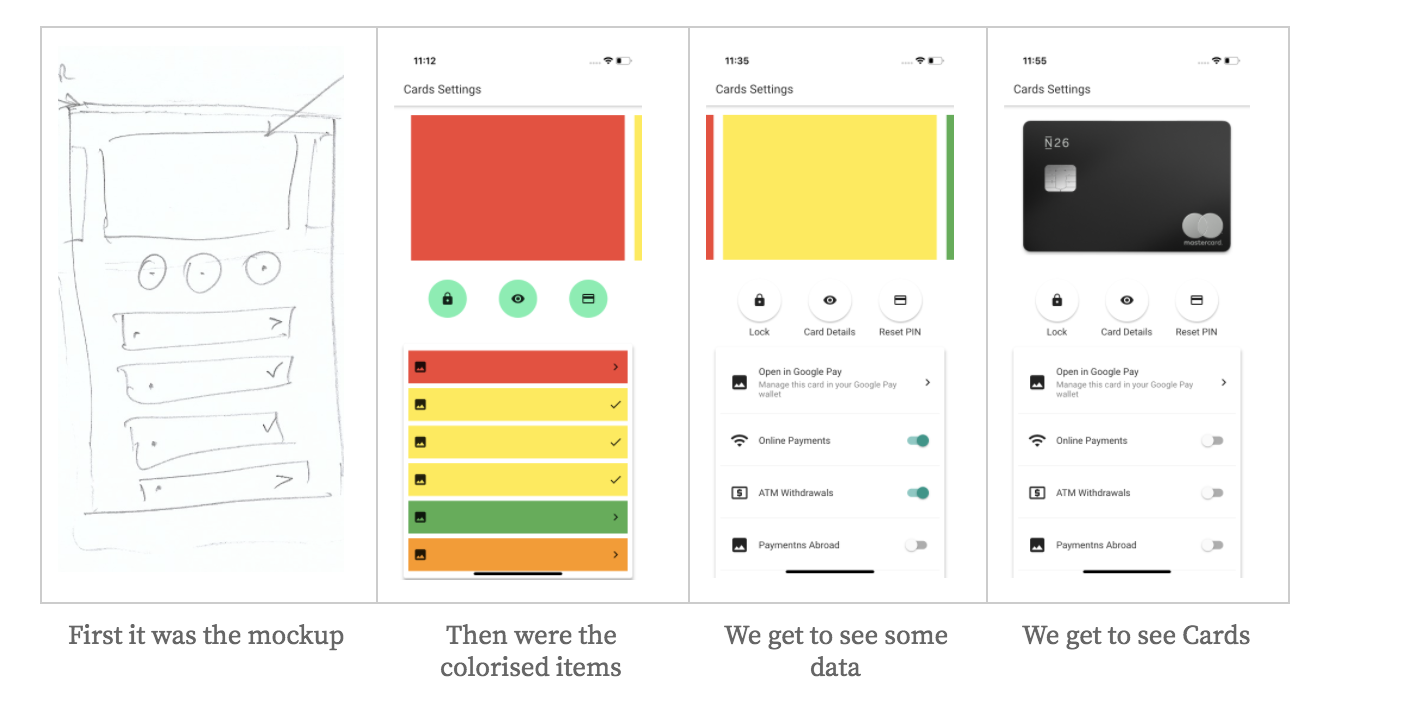 R
11:12
Cards Settings
11:35
Cards Settings
Lock
Card Details
Reset PIN
Open in Google Pay
Manage this card in your Google Pay
wallet
Online Payments
ATM Withdrawals
Paymentns Abroad
11:55
Cards Settings
N26
mastercard.
Lock
Card Details
Reset PIN
Open in Google Pay
Manage this card in your Google Pay
wallet
Online Payments
ATM Withdrawals
Paymentns Abroad
First it was the mockup
Then were the
colorised items
We get to see some
data
We get to see Cards